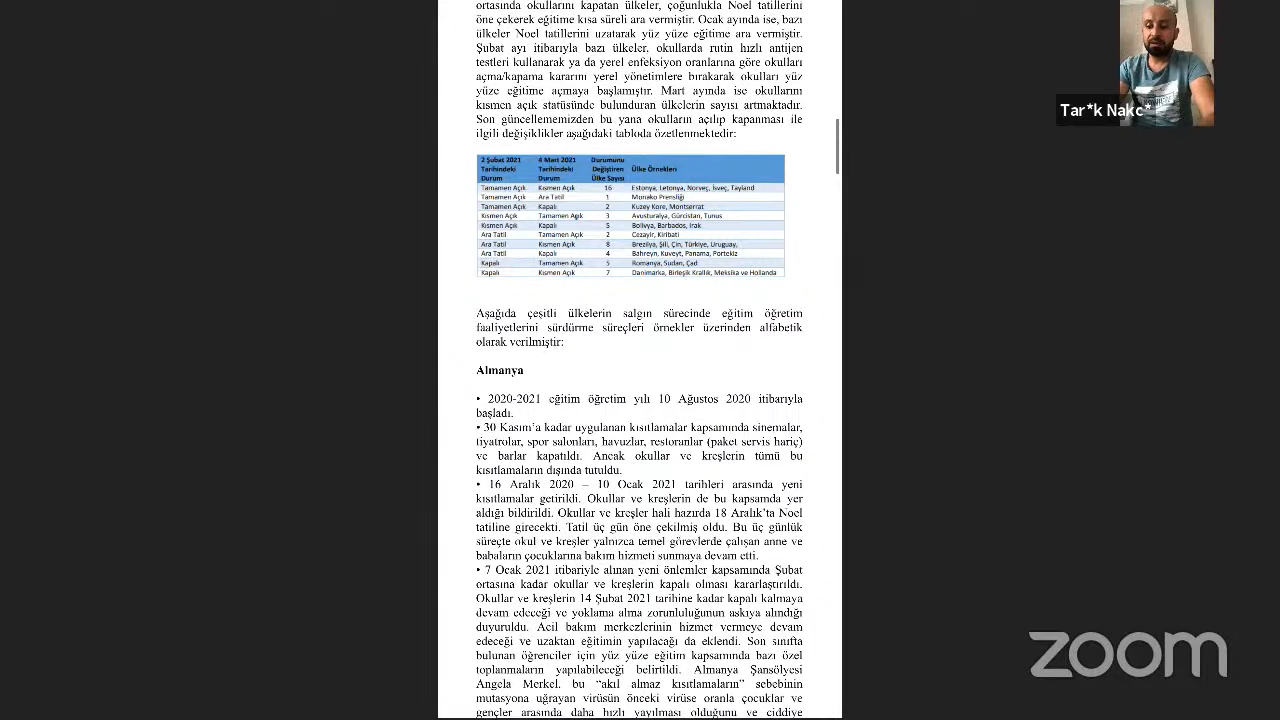 ortasında okullarını kapatan ülkeler, çoğunlukla Noel tatillerini
öne çekerek eğitime kısa süreli ara vermiştir. Ocak ayında ise, bazı
ülkeler Noel tatillerini uzatarak yüz yüze eğitime ara vermiştir.
Şubat ayı itibarıyla bazı ülkeler, okullarda rutin hızlı antijen
testleri kullanarak ya da yerel enfeksiyon oranlarına göre okulları
açma/kapama kararını yerel yönetimlere bırakarak okulları yüz
yüze eğitime açmaya başlamıştır. Mart ayında ise okullarını
kısmen açık statüsünde bulunduran ülkelerin sayısı artmaktadır.
Son güncellememizden bu yana okulların açılıp kapanması ile
ilgili değişiklikler aşağıdaki tabloda özetlenmektedir:
2 Şubat 2021 Tarihindeki Durum 4 Mart 2021 Tarihindeki Durum Durumunu Değiştiren Ülke Sayısı Ülke Örnekleri
Tamamen Açık Kısmen Açık 16 Estonya, Letonya, Norveç, İsveç, Tayland
Tamamen Açık Ara Tatil 1 Monako Prensliği
Tamamen Açık Kapalı 2 Kuzey Kore, Montserrat
Kısmen Açık Tamamen Açık 3 Avusturalya, Gürcistan, Tunus
Kısmen Açık Kapalı 5 Bolivya, Barbados, Irak
Ara Tatil Tamamen Açık 2 Cezayir, Kiribati
Ara Tatil Kısmen Açık 8 Brezilya, Şili, Çin, Türkiye, Uruguay,
Ara Tatil Kapalı 4 Bahreyn, Kuveyt, Panama, Portekiz
Kapalı Tamamen Açık 5 Romanya, Sudan, Çad
Kapalı Kısmen Açık 7 Danimarka, Birleşik Krallık, Meksika ve Hollanda
Aşağıda çeşitli ülkelerin salgın sürecinde eğitim öğretim
faaliyetlerini sürdürme süreçleri örnekler üzerinden alfabetik
olarak verilmiştir:
Almanya
• 2020-2021 eğitim öğretim yılı 10 Ağustos 2020 itibarıyla
başladı.
• 30 Kasım'a kadar uygulanan kısıtlamalar kapsamında sinemalar,
tiyatrolar, spor salonları, havuzlar, restoranlar (paket servis hariç)
ve barlar kapatıldı. Ancak okullar ve kreşlerin tümü bu
kısıtlamaların dışında tutuldu.
• 16 Aralık 2020 – 10 Ocak 2021 tarihleri arasında yeni
kısıtlamalar getirildi. Okullar ve kreşlerin de bu kapsamda yer
aldığı bildirildi. Okullar ve kreşler hali hazırda 18 Aralık'ta Noel
tatiline girecekti. Tatil üç gün öne çekilmiş oldu. Bu üç günlük
süreçte okul ve kreşler yalnızca temel görevlerde çalışan anne ve
babaların çocuklarına bakım hizmeti sunmaya devam etti.
• 7 Ocak 2021 itibariyle alınan yeni önlemler kapsamında Şubat
ortasına kadar okullar ve kreşlerin kapalı olması kararlaştırıldı.
Okullar ve kreşlerin 14 Şubat 2021 tarihine kadar kapalı kalmaya
devam edeceği ve yoklama alma zorunluluğunun askıya alındığı
duyuruldu. Acil bakım merkezlerinin hizmet vermeye devam
edeceği ve uzaktan eğitimin yapılacağı da eklendi. Son sınıfta
bulunan öğrenciler için yüz yüze eğitim kapsamında bazı özel
toplanmaların yapılabileceği belirtildi. Almanya Şansölyesi
Angela Merkel, bu “akıl almaz kısıtlamaların” sebebinin
mutasyona uğrayan virüsün önceki virüse oranla çocuklar ve
gençler arasında daha hızlı yayılması olduğunu ve ciddiye
Tar*k Nakc*
zoom